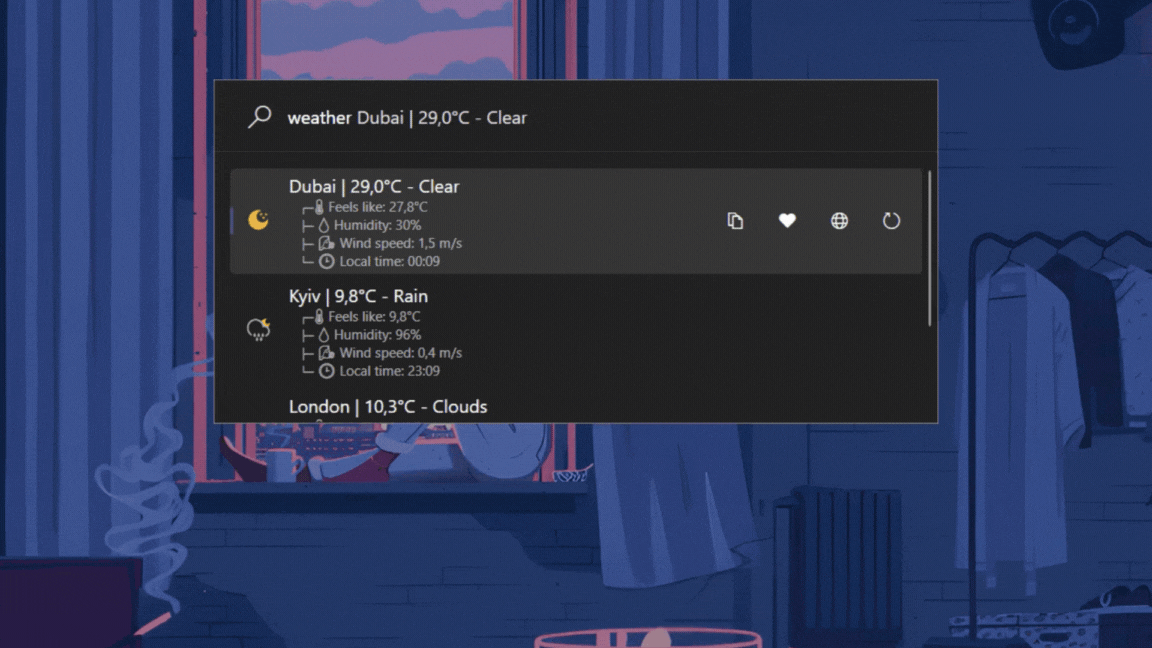 weather Dubai | 29,0°C - Clear
Dubai | 29,0°C - Clear
Feels like: 27,8°C
Humidity: 30%
Wind speed: 1,5 m/s
Local time: 00:09
Kyiv | 9,8°C - Rain
Feels like: 9,8°C
Humidity: 96%
Wind speed: 0,4 m/s
Local time: 23:09
London | 10,3°C - Clouds